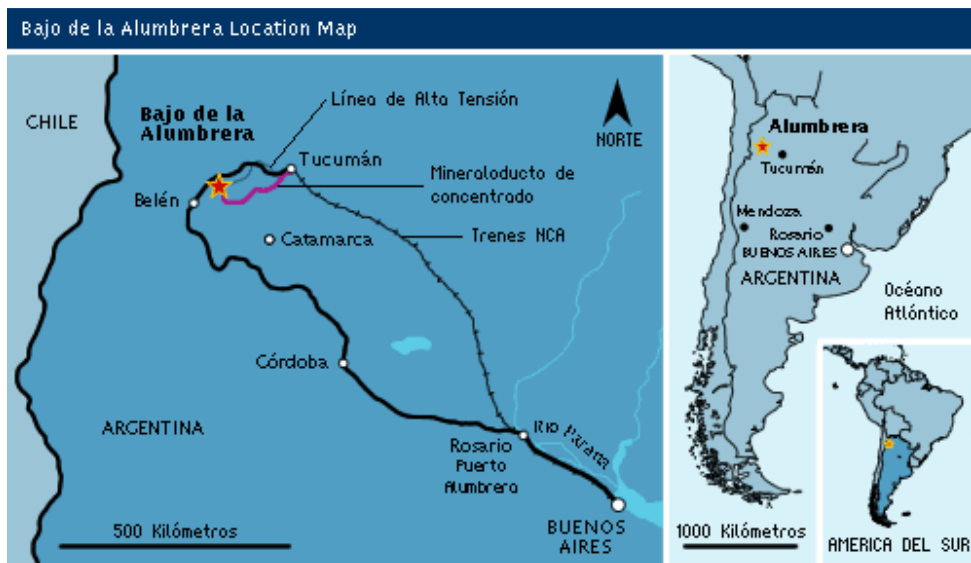 Bajo de la Alumbrera Location Map
CHILE
Bajo de la
Alumbrera
Línea de Alta Tensión
NORTE
Tucumán
Mineraloducto de
concentrado
Belén
Catamarca
Trenes NCA
Córdoba
ARGENTINA
Rosario
Puerto
Alumbrera
Rio Parana
BUENOS
AIRES
500 Kilómetros
Alumbrera
Tucumán
Mendoza
Rosario
BUENOS AIRES
ARGENTINA
Océano
Atlóntico
1000 Kilómetros
AMERICA DEL SUR